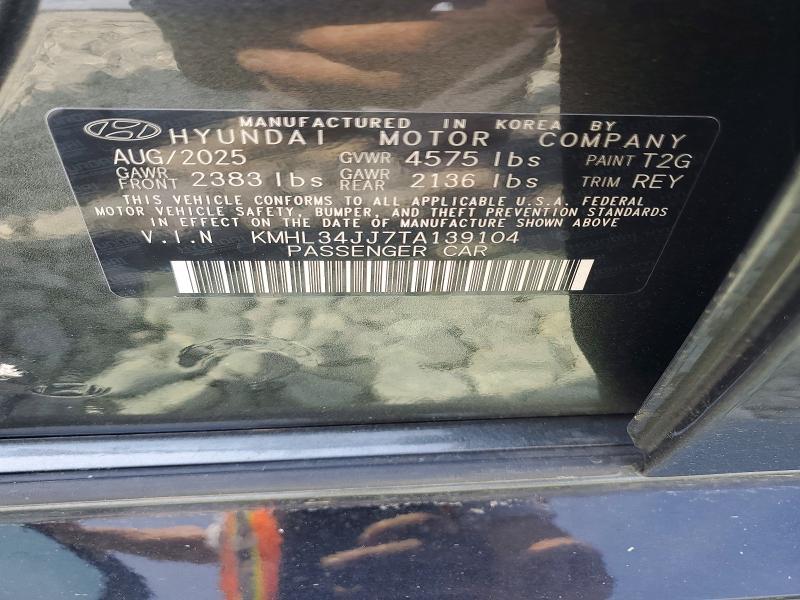 MANUFACTURED IN KOREA BY
HYUNDAI MOTOR COMPANY
AUG/2025 GVWR 4575 lbs PAINT T2G
GAWR FRONT 2383 lbs GAWR REAR 2136 lbs TRIM REY
THIS VEHICLE CONFORMS TO ALL APPLICABLE U.S.A. FEDERAL
MOTOR VEHICLE SAFETY, BUMPER, AND THEFT PREVENTION STANDARDS
IN EFFECT ON THE DATE OF MANUFACTURE SHOWN ABOVE
V.I.N KMHL34JJ7TA139104
PASSENGER CAR